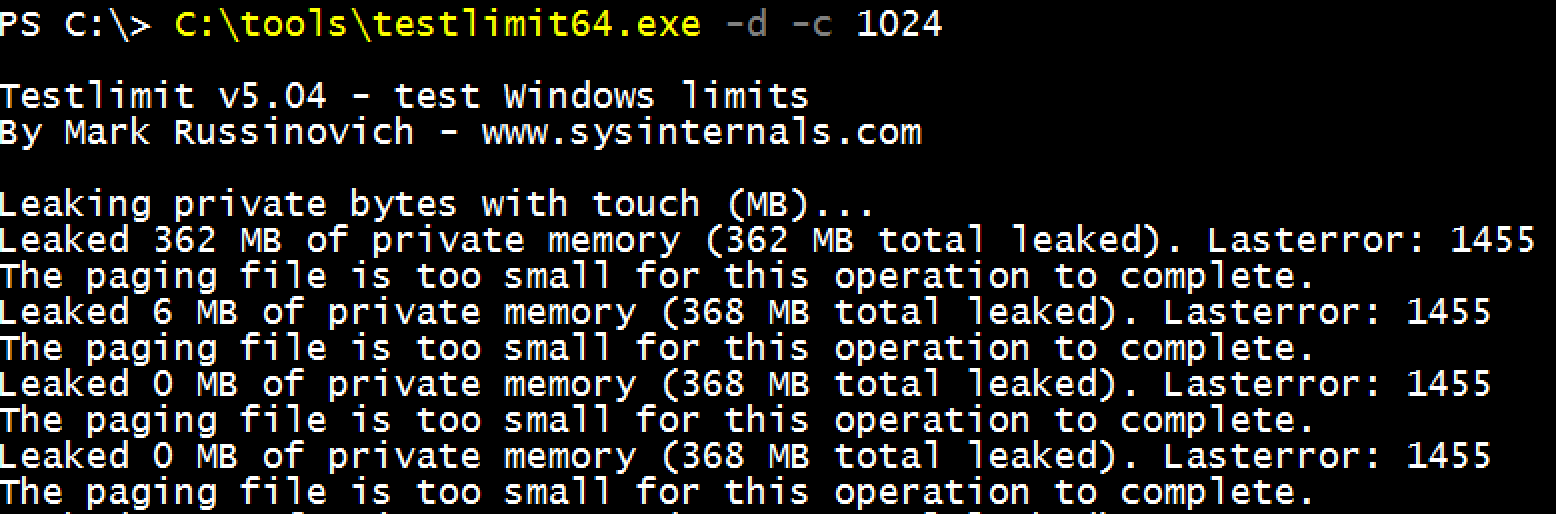 PS C:\> C:\tools\testlimit64.exe -d -c 1024
Testlimit v5.04 - test Windows limits
By Mark Russinovich - www.sysinternals.com
Leaking private bytes with touch (MB)...
Leaked 362 MB of private memory (362 MB total leaked). Lasterror: 1455
The paging file is too small for this operation to complete.
Leaked 6 MB of private memory (368 MB total leaked). Lasterror: 1455
The paging file is too small for this operation to complete.
Leaked 0 MB of private memory (368 MB total leaked). Lasterror: 1455
The paging file is too small for this operation to complete.
Leaked 0 MB of private memory (368 MB total leaked). Lasterror: 1455
The paging file is too small for this operation to complete.